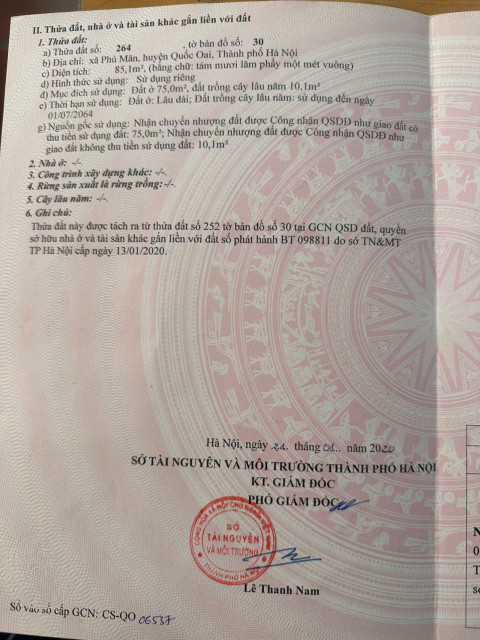 II. Thửa đất, nhà ở và tài sản khác gắn liền với đất
1. Thửa đất:
a) Thửa đất số: 264 , tờ bản đồ số: 30
b) Địa chỉ: xã Phú Mãn, huyện Quốc Oai, Thành phố Hà Nội
c) Diện tích: 85,1m², (bằng chữ: tám mươi lăm phẩy một mét vuông)
d) Hình thức sử dụng: Sử dụng riêng
đ) Mục đích sử dụng: Đất ở 75,0m², đất trồng cây lâu năm 10,1m²
e) Thời hạn sử dụng: Đất ở: Lâu dài; Đất trồng cây lâu năm: sử dụng đến ngày
01/07/2064
g) Nguồn gốc sử dụng: Nhận chuyển nhượng đất được Công nhận QSDĐ như giao đất có
thu tiền sử dụng đất: 75,0m²; Nhận chuyển nhượng đất được Công nhận QSDĐ như
giao đất không thu tiền sử dụng đất: 10,1m²
2. Nhà ở: -/-.
3. Công trình xây dựng khác: -/-.
4. Rừng sản xuất là rừng trồng: -/-.
5. Cây lâu năm: -/-.
6. Ghi chú:
Thửa đất này được tách ra từ thửa đất số 252 tờ bản đồ số 30 tại GCN QSD đất, quyền
sở hữu nhà ở và tài sản khác gắn liền với đất số phát hành BT 098811 do sở TN&MT
TP Hà Nội cấp ngày 13/01/2020.
Hà Nội, ngày 21 tháng 01 năm 2020
SỞ TÀI NGUYÊN VÀ MÔI TRƯỜNG THÀNH PHỐ HÀ NỘI
KT. GIÁM ĐỐC
PHÓ GIÁM ĐỐC
SỞ
TÀI NGUYÊN
VÀ MÔI TRƯỜNG
THÀNH PHỐ HÀ NỘI
Lê Thanh Nam
Số vào sổ cấp GCN: CS-QO 06537